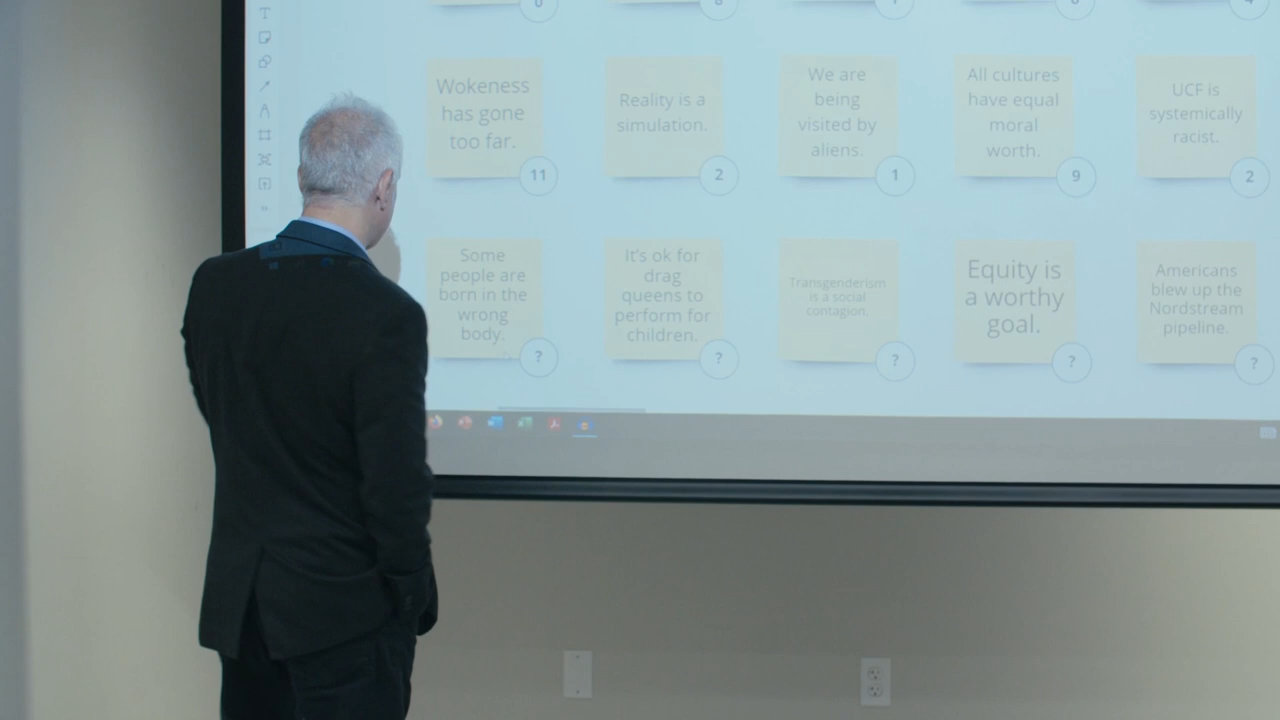 T
0
8
4
Wokeness
has gone
too far.
11
Reality is a
simulation.
2
We are
being
visited by
aliens.
1
All cultures
have equal
moral
worth.
9
UCF is
systemically
racist.
2
Some
people are
born in the
wrong
body.
?
It's ok for
drag
queens to
perform for
children.
?
Transgenderism
is a social
contagion.
?
Equity is
a worthy
goal.
?
Americans
blew up the
Nordstream
pipeline.
?